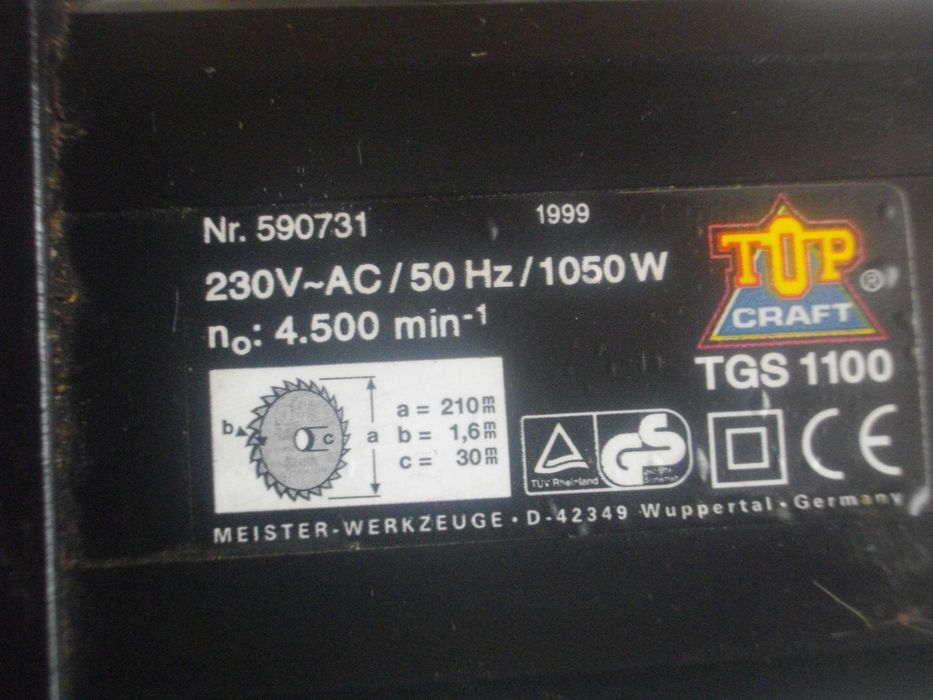 Nr. 590731
1999
230V~AC / 50 Hz / 1050 W
n₀: 4.500 min⁻¹
TOP
CRAFT
®
TGS 1100
b
c
a
a = 210 mm
b = 1,6 mm
c = 30 mm
TÜV Rheinland
GS
CE
MEISTER-WERKZEUGE · D-42349 Wuppertal · Germany